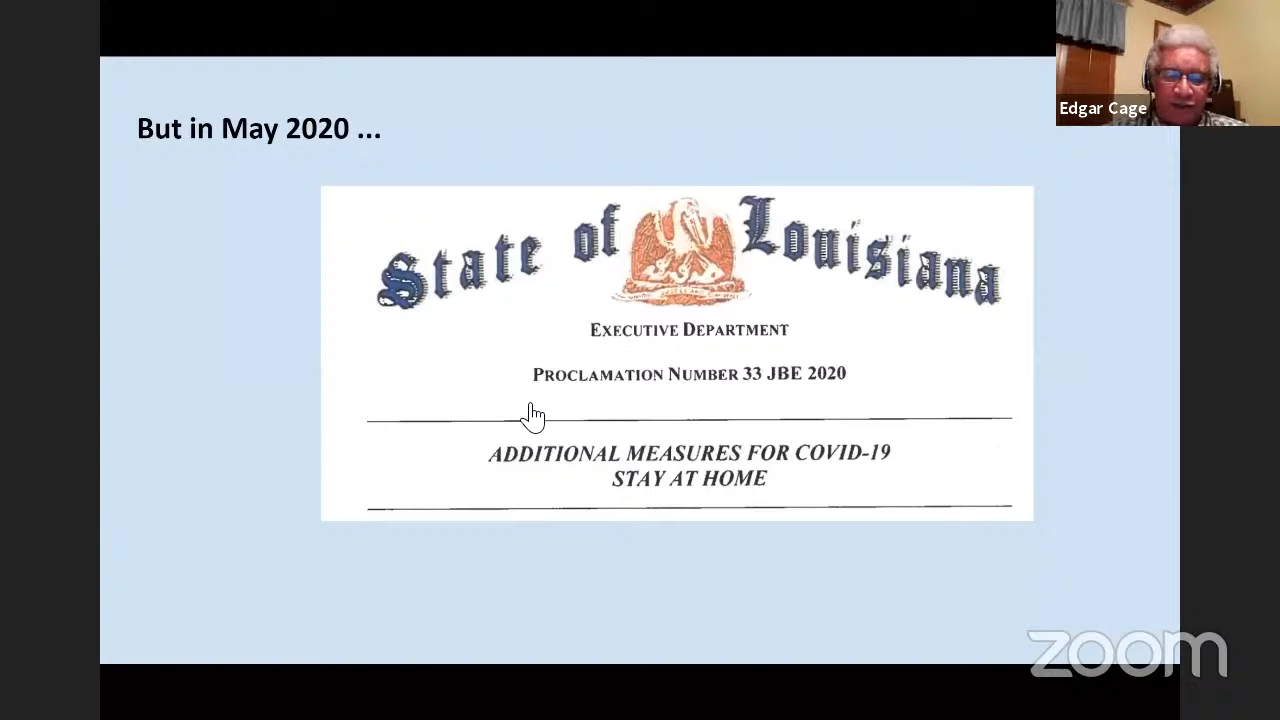 But in May 2020 ...
Edgar Cage
State of Louisiana
EXECUTIVE DEPARTMENT
PROCLAMATION NUMBER 33 JBE 2020
ADDITIONAL MEASURES FOR COVID-19
STAY AT HOME
zoom